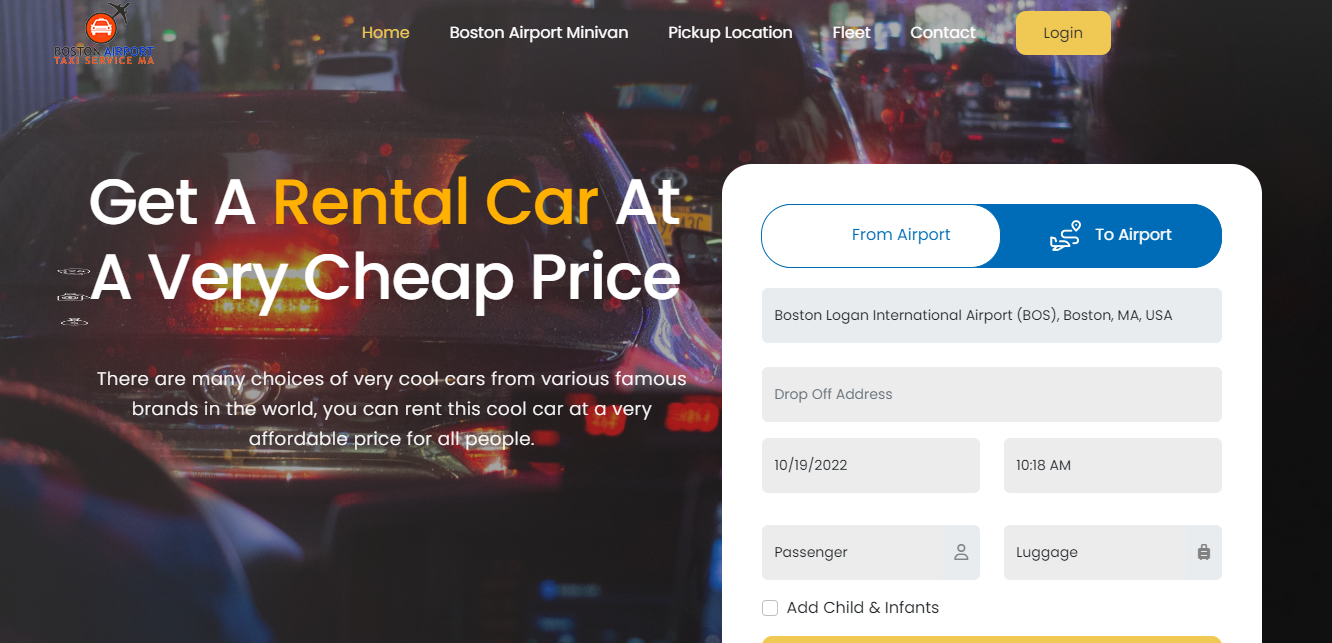 BOSTON AIRPORT
TAXI SERVICE MA
Home
Boston Airport Minivan
Pickup Location
Fleet
Contact
Login
Get A Rental Car At
A Very Cheap Price
There are many choices of very cool cars from various famous
brands in the world, you can rent this cool car at a very
affordable price for all people.
From Airport
To Airport
Boston Logan International Airport (BOS), Boston, MA, USA
Drop Off Address
10/19/2022
10:18 AM
Passenger
Luggage
Add Child & Infants